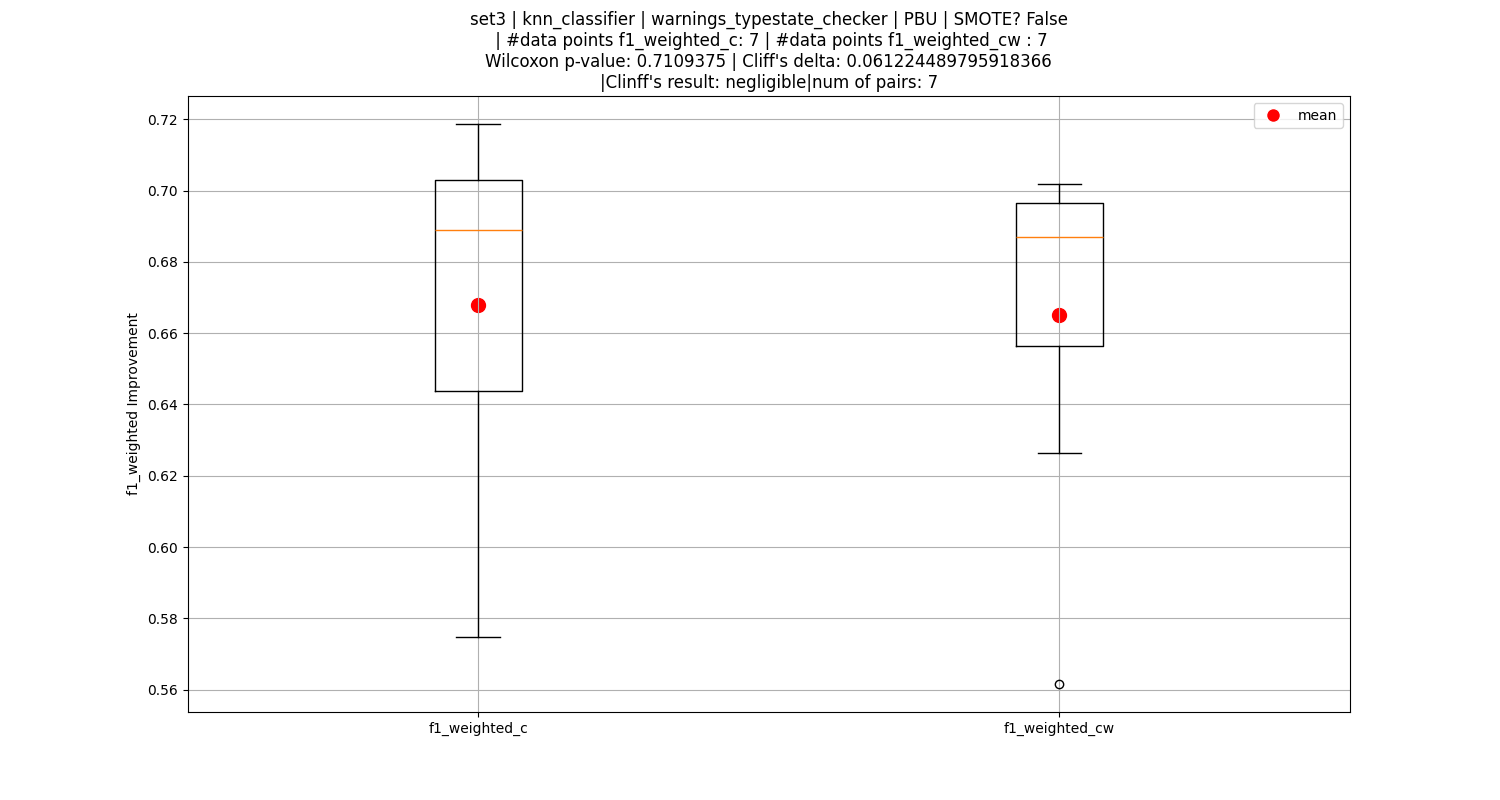 set3 | knn_classifier | warnings_typestate_checker | PBU | SMOTE? False
| #data points f1_weighted_c: 7 | #data points f1_weighted_cw : 7
Wilcoxon p-value: 0.7109375 | Cliff's delta: 0.061224489795918366
|Clinff's result: negligible|num of pairs: 7
mean
0.72
0.70
0.68
0.66
0.64
0.62
0.60
0.58
0.56
f1_weighted Improvement
f1_weighted_c
f1_weighted_cw